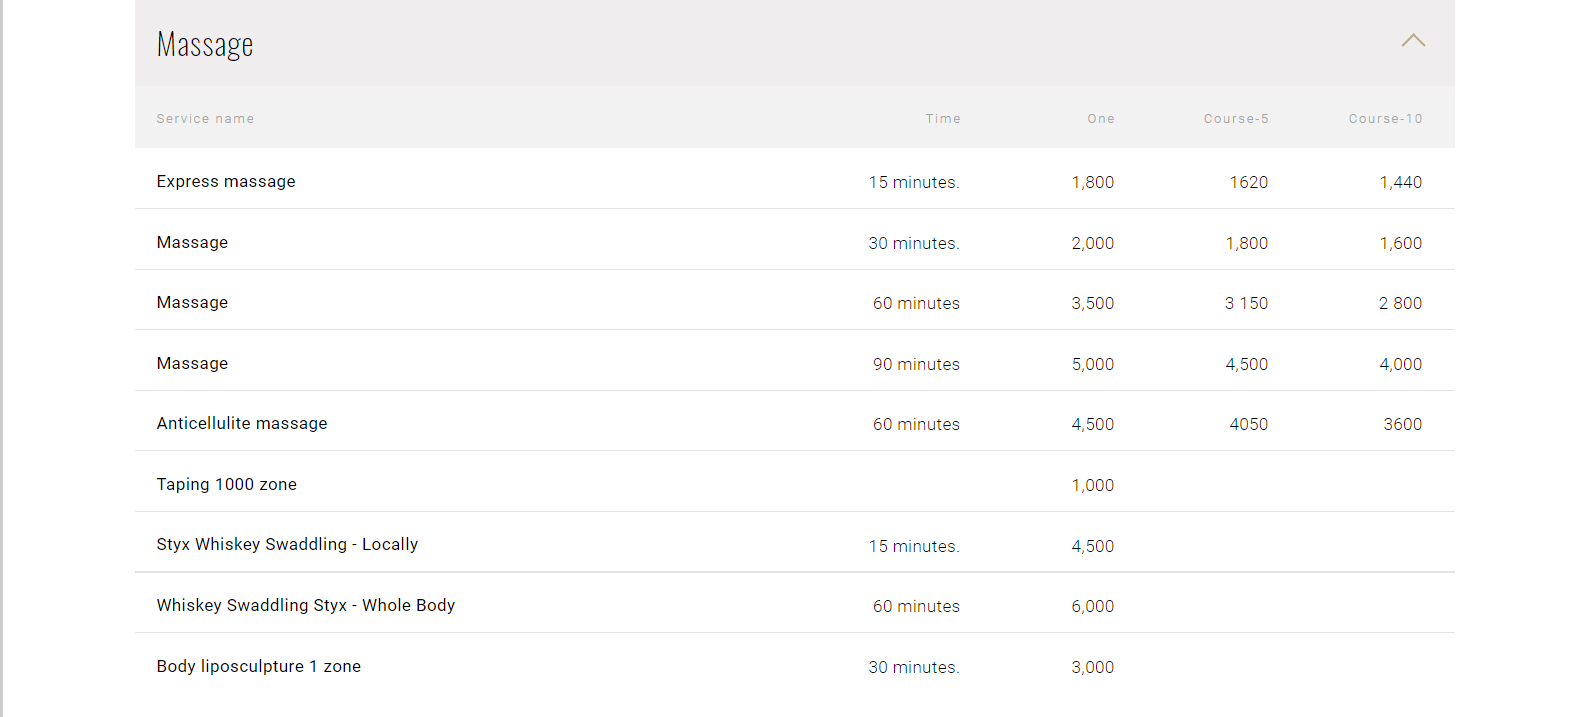 Massage
Service name Time One Course-5 Course-10
Express massage 15 minutes. 1,800 1620 1,440
Massage 30 minutes. 2,000 1,800 1,600
Massage 60 minutes 3,500 3 150 2 800
Massage 90 minutes 5,000 4,500 4,000
Anticellulite massage 60 minutes 4,500 4050 3600
Taping 1000 zone 1,000
Styx Whiskey Swaddling - Locally 15 minutes. 4,500
Whiskey Swaddling Styx - Whole Body 60 minutes 6,000
Body liposculpture 1 zone 30 minutes. 3,000